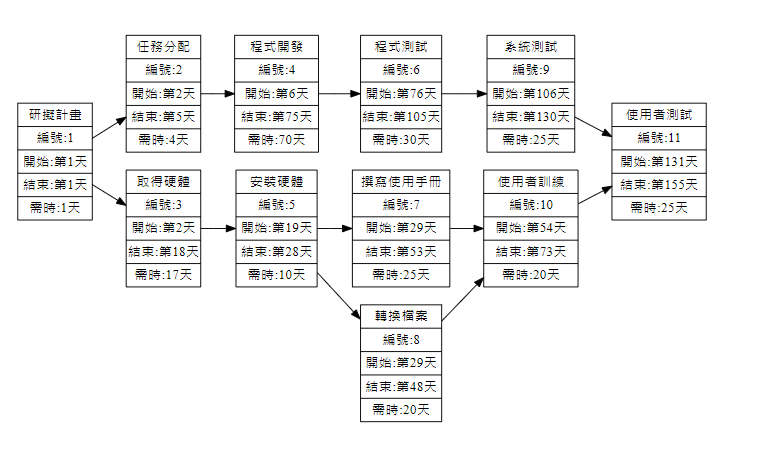 研擬計畫
編號:1
開始:第1天
結束:第1天
需時:1天
任務分配
編號:2
開始:第2天
結束:第5天
需時:4天
程式開發
編號:4
開始:第6天
結束:第75天
需時:70天
程式測試
編號:6
開始:第76天
結束:第105天
需時:30天
系統測試
編號:9
開始:第106天
結束:第130天
需時:25天
使用者測試
編號:11
開始:第131天
結束:第155天
需時:25天
取得硬體
編號:3
開始:第2天
結束:第18天
需時:17天
安裝硬體
編號:5
開始:第19天
結束:第28天
需時:10天
撰寫使用手冊
編號:7
開始:第29天
結束:第53天
需時:25天
使用者訓練
編號:10
開始:第54天
結束:第73天
需時:20天
轉換檔案
編號:8
開始:第29天
結束:第48天
需時:20天